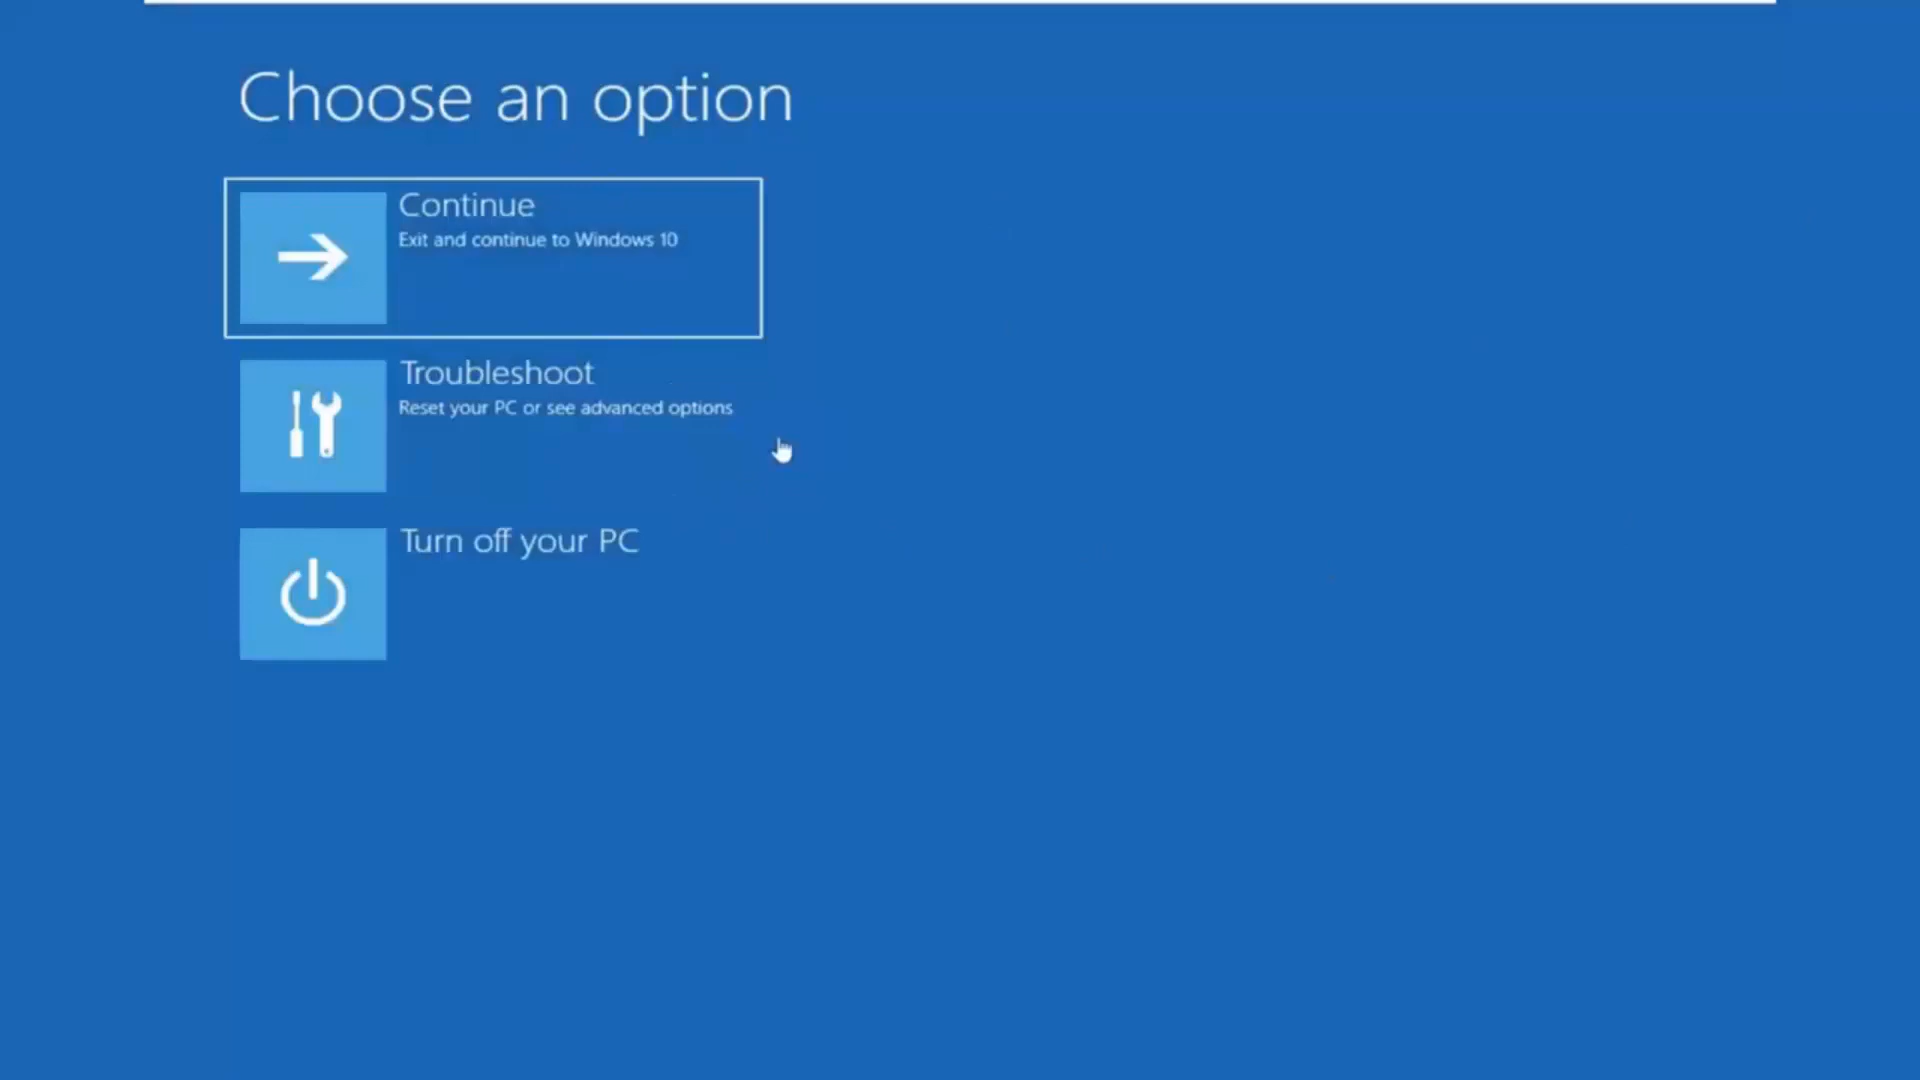 Choose an option
Continue
Exit and continue to Windows 10
Troubleshoot
Reset your PC or see advanced options
Turn off your PC